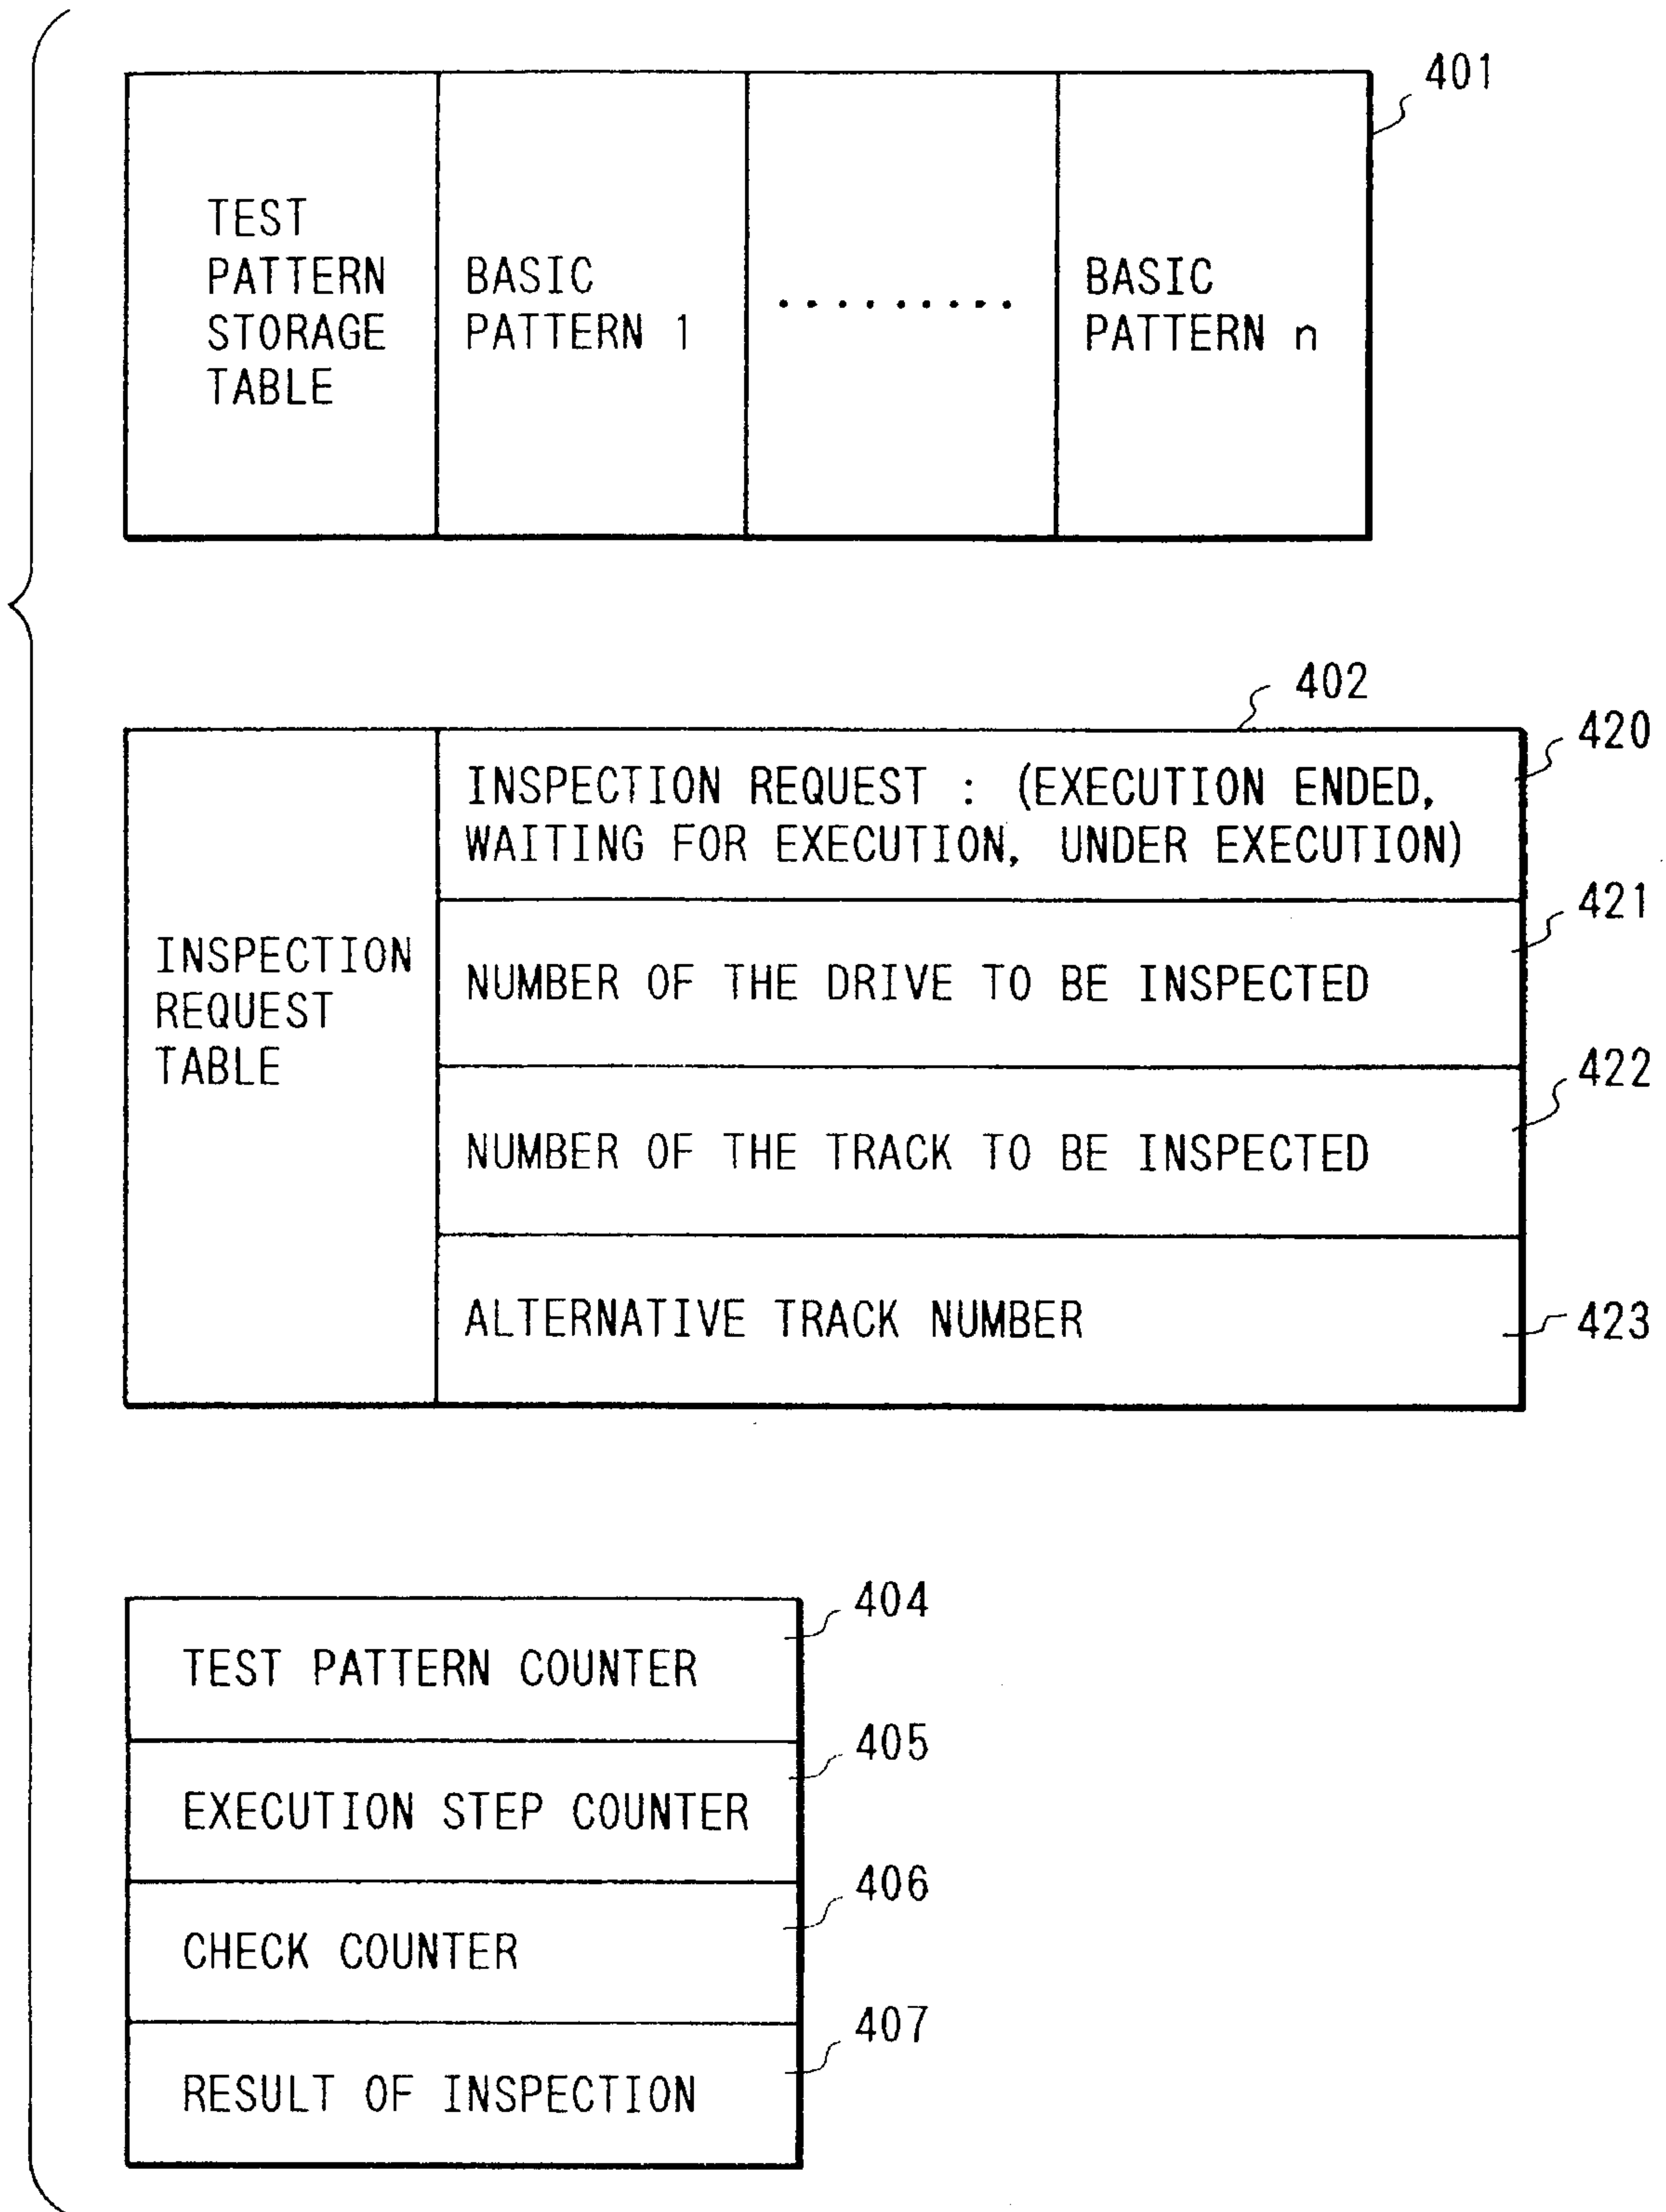 401
TEST
PATTERN
STORAGE
TABLE
BASIC
PATTERN 1
.........
BASIC
PATTERN n
402
420
INSPECTION REQUEST : (EXECUTION ENDED,
WAITING FOR EXECUTION, UNDER EXECUTION)
421
INSPECTION
REQUEST
TABLE
NUMBER OF THE DRIVE TO BE INSPECTED
422
NUMBER OF THE TRACK TO BE INSPECTED
ALTERNATIVE TRACK NUMBER
423
404
TEST PATTERN COUNTER
405
EXECUTION STEP COUNTER
406
CHECK COUNTER
407
RESULT OF INSPECTION